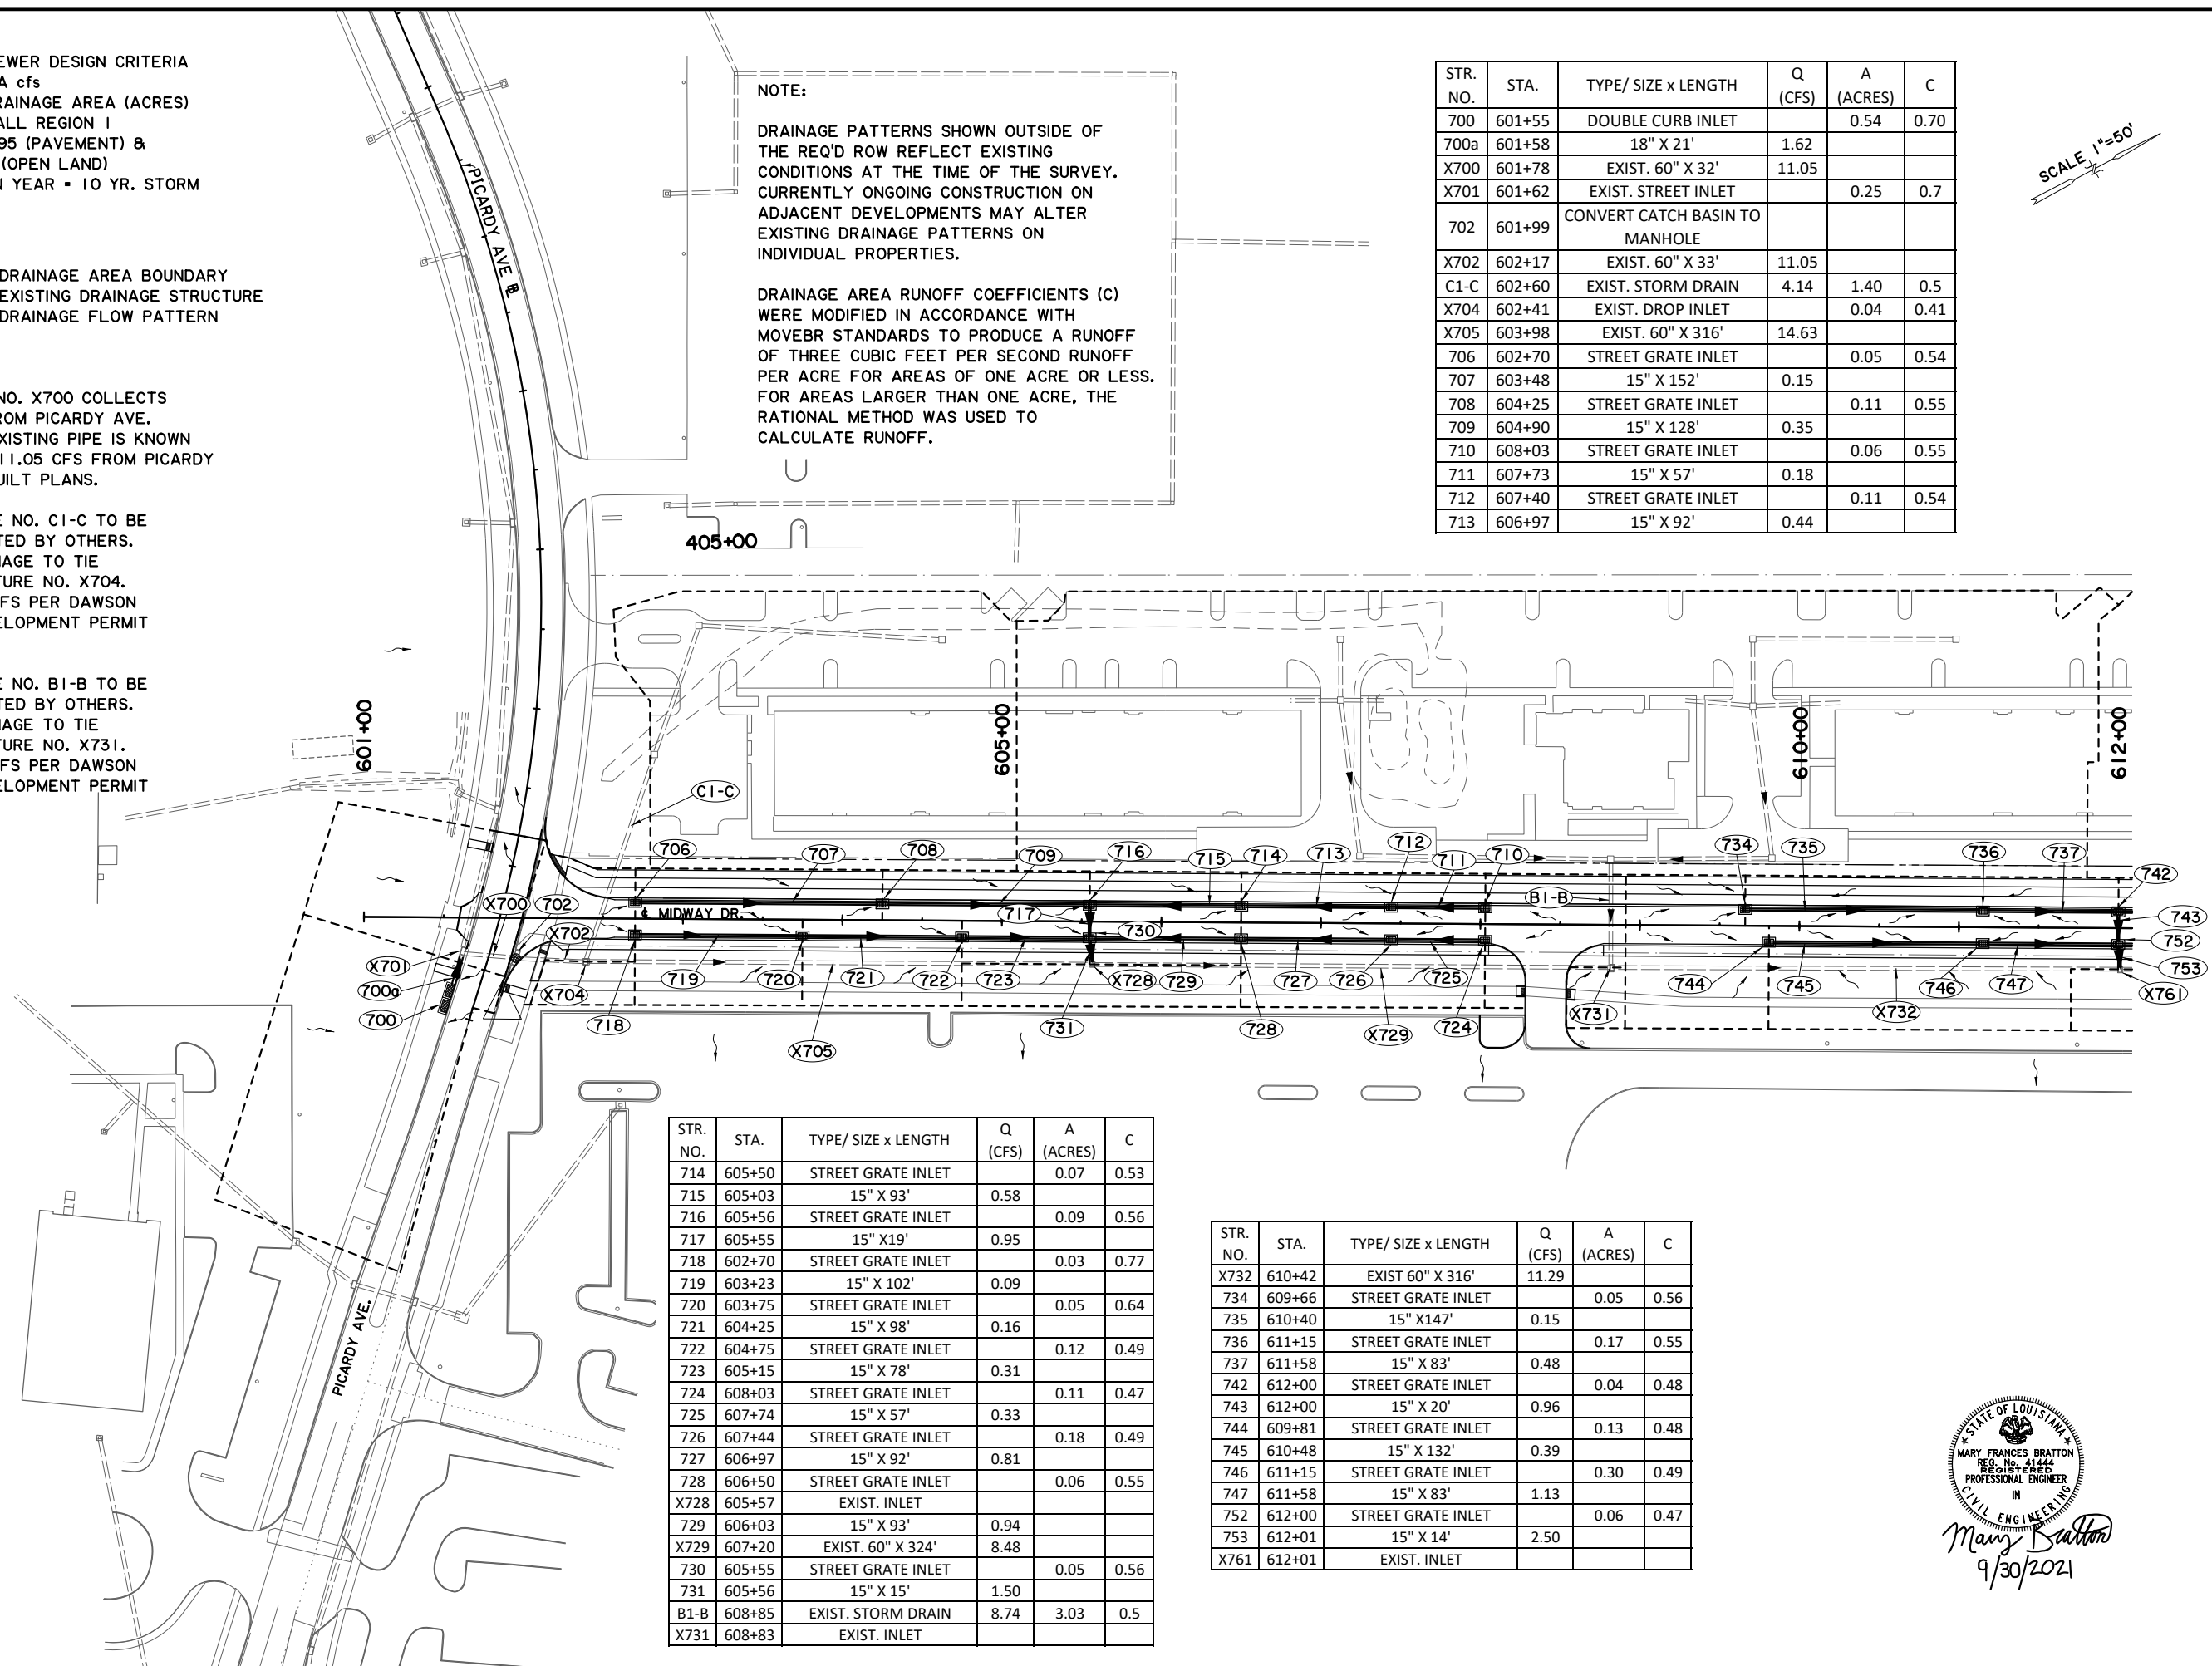 EWER DESIGN CRITERIA
A cfs
RAINAGE AREA (ACRES)
ALL REGION I
95 (PAVEMENT) &
(OPEN LAND)
N YEAR = 10 YR. STORM
DRAINAGE AREA BOUNDARY
EXISTING DRAINAGE STRUCTURE
DRAINAGE FLOW PATTERN
NO. X700 COLLECTS
ROM PICARDY AVE.
XISTING PIPE IS KNOWN
11.05 CFS FROM PICARDY
UILT PLANS.
E NO. C1-C TO BE
TED BY OTHERS.
NAGE TO TIE
TURE NO. X704.
FS PER DAWSON
ELOPMENT PERMIT
E NO. B1-B TO BE
TED BY OTHERS.
NAGE TO TIE
TURE NO. X731.
FS PER DAWSON
ELOPMENT PERMIT
NOTE:
DRAINAGE PATTERNS SHOWN OUTSIDE OF
THE REQ'D ROW REFLECT EXISTING
CONDITIONS AT THE TIME OF THE SURVEY.
CURRENTLY ONGOING CONSTRUCTION ON
ADJACENT DEVELOPMENTS MAY ALTER
EXISTING DRAINAGE PATTERNS ON
INDIVIDUAL PROPERTIES.
DRAINAGE AREA RUNOFF COEFFICIENTS (C)
WERE MODIFIED IN ACCORDANCE WITH
MOVEBR STANDARDS TO PRODUCE A RUNOFF
OF THREE CUBIC FEET PER SECOND RUNOFF
PER ACRE FOR AREAS OF ONE ACRE OR LESS.
FOR AREAS LARGER THAN ONE ACRE, THE
RATIONAL METHOD WAS USED TO
CALCULATE RUNOFF.
STR. NO. STA. TYPE/ SIZE x LENGTH Q (CFS) A (ACRES) C
700 601+55 DOUBLE CURB INLET 0.54 0.70
700a 601+58 18" X 21' 1.62
X700 601+78 EXIST. 60" X 32' 11.05
X701 601+62 EXIST. STREET INLET 0.25 0.7
702 601+99 CONVERT CATCH BASIN TO MANHOLE
X702 602+17 EXIST. 60" X 33' 11.05
C1-C 602+60 EXIST. STORM DRAIN 4.14 1.40 0.5
X704 602+41 EXIST. DROP INLET 0.04 0.41
X705 603+98 EXIST. 60" X 316' 14.63
706 602+70 STREET GRATE INLET 0.05 0.54
707 603+48 15" X 152' 0.15
708 604+25 STREET GRATE INLET 0.11 0.55
709 604+90 15" X 128' 0.35
710 608+03 STREET GRATE INLET 0.06 0.55
711 607+73 15" X 57' 0.18
712 607+40 STREET GRATE INLET 0.11 0.54
713 606+97 15" X 92' 0.44
SCALE 1"=50'
PICARDY AVE
405+00
601+00
605+00
610+00
612+00
C1-C
706
707
708
709
716
715
714
713
712
711
710
734
735
736
737
742
B1-B
X700
702
℄ MIDWAY DR.
717
730
743
X702
752
X701
719
720
721
722
723
X728
729
727
726
725
744
745
746
747
753
700a
X704
X731
X732
X761
700
718
X705
731
728
X729
724
PICARDY AVE.
STR. NO. STA. TYPE/ SIZE x LENGTH Q (CFS) A (ACRES) C
714 605+50 STREET GRATE INLET 0.07 0.53
715 605+03 15" X 93' 0.58
716 605+56 STREET GRATE INLET 0.09 0.56
717 605+55 15" X19' 0.95
718 602+70 STREET GRATE INLET 0.03 0.77
719 603+23 15" X 102' 0.09
720 603+75 STREET GRATE INLET 0.05 0.64
721 604+25 15" X 98' 0.16
722 604+75 STREET GRATE INLET 0.12 0.49
723 605+15 15" X 78' 0.31
724 608+03 STREET GRATE INLET 0.11 0.47
725 607+74 15" X 57' 0.33
726 607+44 STREET GRATE INLET 0.18 0.49
727 606+97 15" X 92' 0.81
728 606+50 STREET GRATE INLET 0.06 0.55
X728 605+57 EXIST. INLET
729 606+03 15" X 93' 0.94
X729 607+20 EXIST. 60" X 324' 8.48
730 605+55 STREET GRATE INLET 0.05 0.56
731 605+56 15" X 15' 1.50
B1-B 608+85 EXIST. STORM DRAIN 8.74 3.03 0.5
X731 608+83 EXIST. INLET
STR. NO. STA. TYPE/ SIZE x LENGTH Q (CFS) A (ACRES) C
X732 610+42 EXIST 60" X 316' 11.29
734 609+66 STREET GRATE INLET 0.05 0.56
735 610+40 15" X147' 0.15
736 611+15 STREET GRATE INLET 0.17 0.55
737 611+58 15" X 83' 0.48
742 612+00 STREET GRATE INLET 0.04 0.48
743 612+00 15" X 20' 0.96
744 609+81 STREET GRATE INLET 0.13 0.48
745 610+48 15" X 132' 0.39
746 611+15 STREET GRATE INLET 0.30 0.49
747 611+58 15" X 83' 1.13
752 612+00 STREET GRATE INLET 0.06 0.47
753 612+01 15" X 14' 2.50
X761 612+01 EXIST. INLET
STATE OF LOUISIANA
MARY FRANCES BRATTON
REG. No. 41444
REGISTERED
PROFESSIONAL ENGINEER
IN
CIVIL ENGINEERING
Mary Bratton
9/30/2021